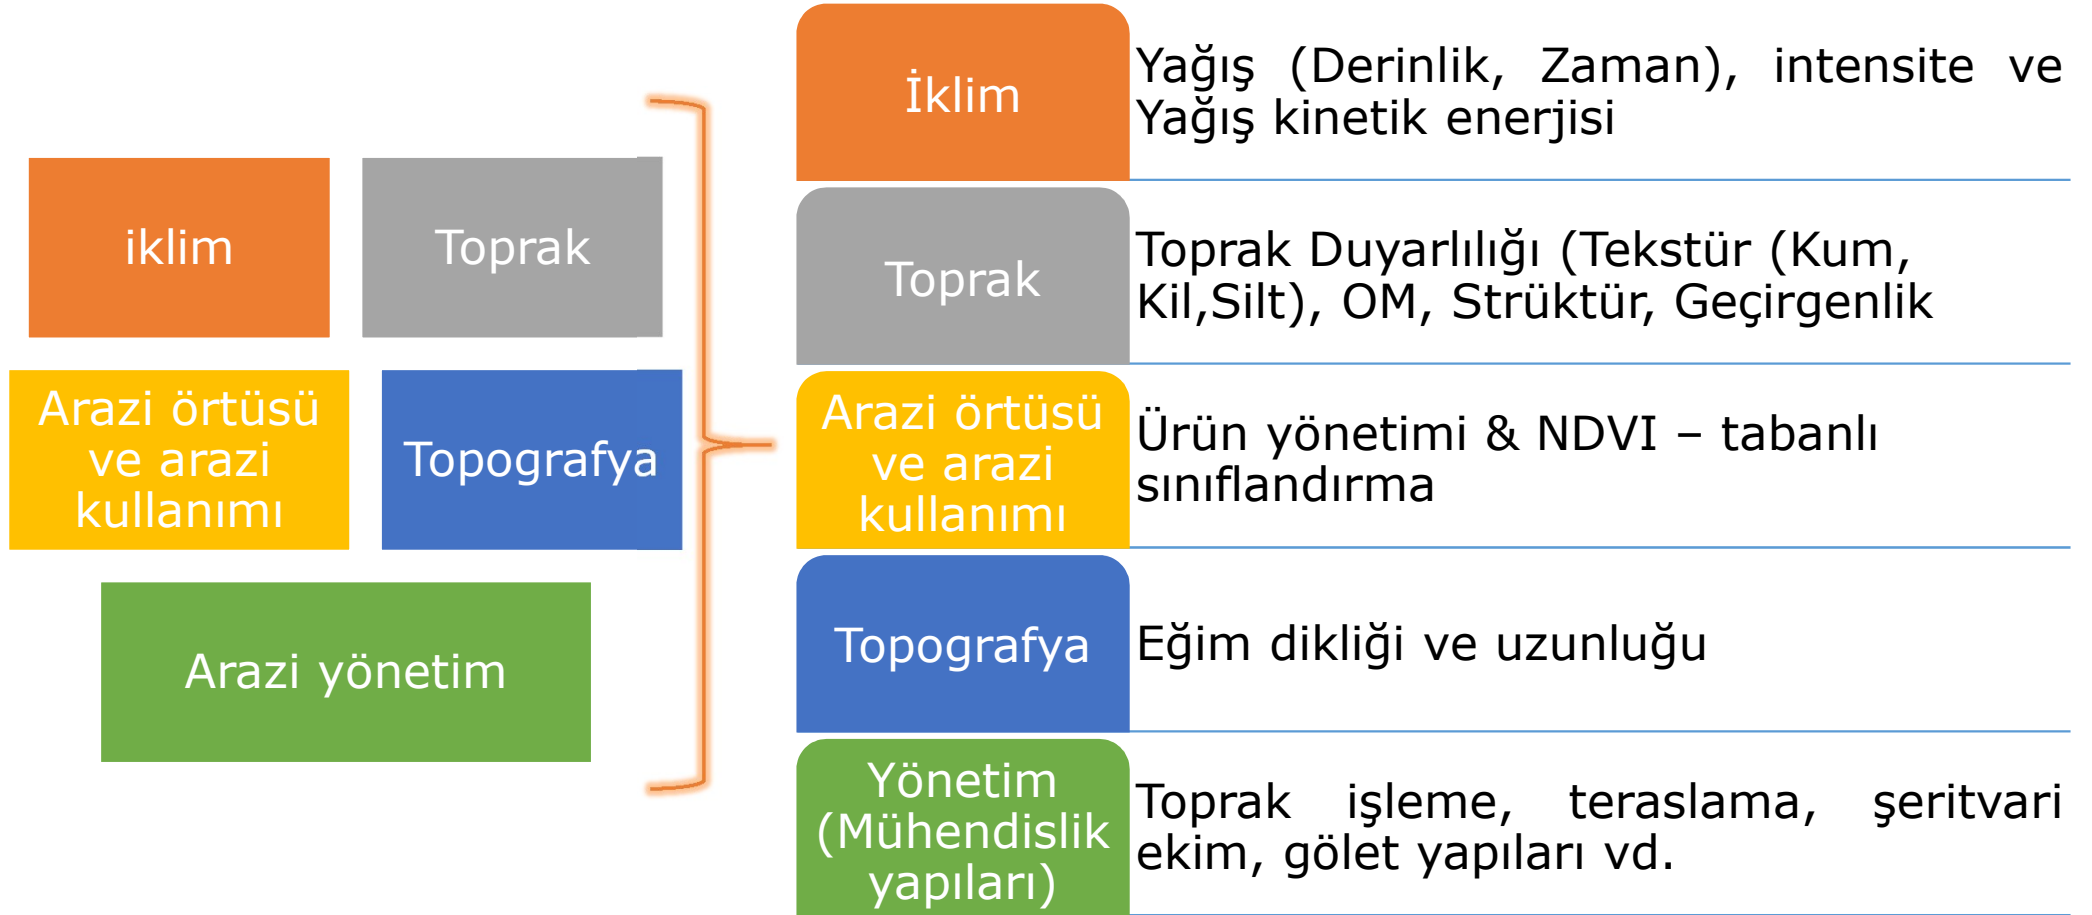 iklim
Toprak
Arazi örtüsü
ve arazi
kullanımı
Topografya
Arazi yönetim
İklim
Yağış (Derinlik, Zaman), intensite ve
Yağış kinetik enerjisi
Toprak
Toprak Duyarlılığı (Tekstür (Kum,
Kil,Silt), OM, Strüktür, Geçirgenlik
Arazi örtüsü
ve arazi
kullanımı
Ürün yönetimi & NDVI – tabanlı
sınıflandırma
Topografya
Eğim dikliği ve uzunluğu
Yönetim
(Mühendislik
yapıları)
Toprak işleme, teraslama, şeritvari
ekim, gölet yapıları vd.